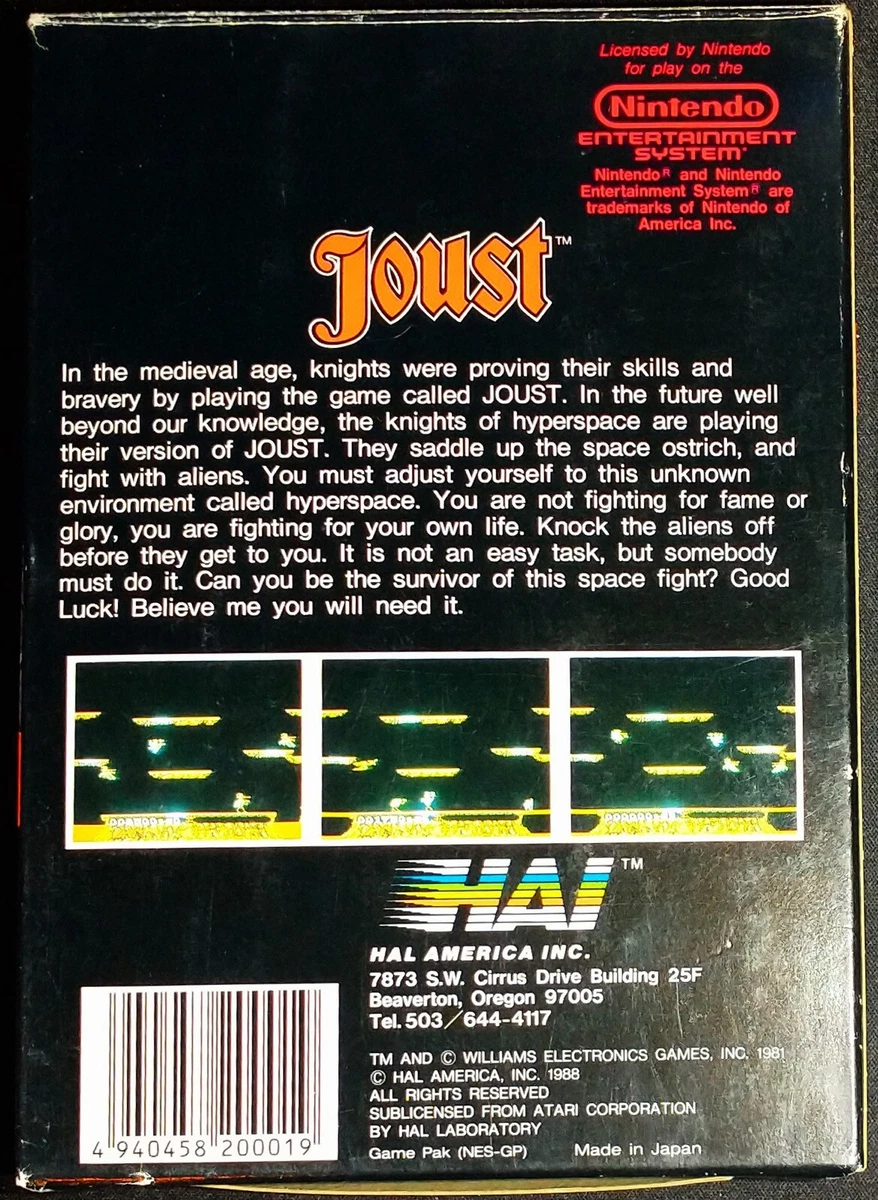 Licensed by Nintendo
for play on the
Nintendo
ENTERTAINMENT
SYSTEM
Nintendo® and Nintendo
Entertainment System® are
trademarks of Nintendo of
America Inc.
Joust™
In the medieval age, knights were proving their skills and
bravery by playing the game called JOUST. In the future well
beyond our knowledge, the knights of hyperspace are playing
their version of JOUST. They saddle up the space ostrich, and
fight with aliens. You must adjust yourself to this unknown
environment called hyperspace. You are not fighting for fame or
glory, you are fighting for your own life. Knock the aliens off
before they get to you. It is not an easy task, but somebody
must do it. Can you be the survivor of this space fight? Good
Luck! Believe me you will need it.
HAL™
HAL AMERICA INC.
7873 S.W. Cirrus Drive Building 25F
Beaverton, Oregon 97005
Tel. 503/644-4117
TM AND © WILLIAMS ELECTRONICS GAMES, INC. 1981
© HAL AMERICA, INC. 1988
ALL RIGHTS RESERVED
SUBLICENSED FROM ATARI CORPORATION
BY HAL LABORATORY
Game Pak (NES-GP) Made in Japan
4 940458 200019